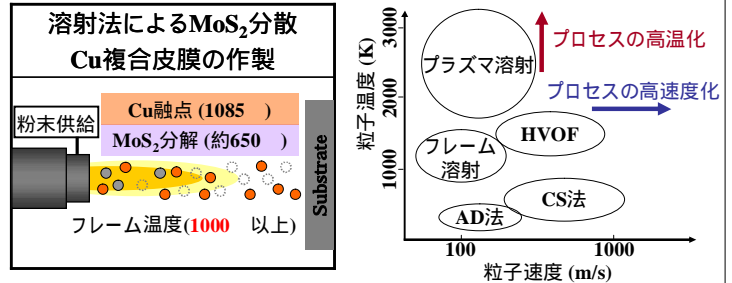 溶射法によるMoS2分散
Cu複合皮膜の作製
粉末供給
Cu融点 (1085 )
MoS2分解 (約650 )
Substrate
フレーム温度(1000 以上)
粒子温度 (K)
3000
2000
1000
プラズマ溶射
プロセスの高温化
プロセスの高速度化
HVOF
フレーム
溶射
CS法
AD法
100
1000
粒子速度 (m/s)